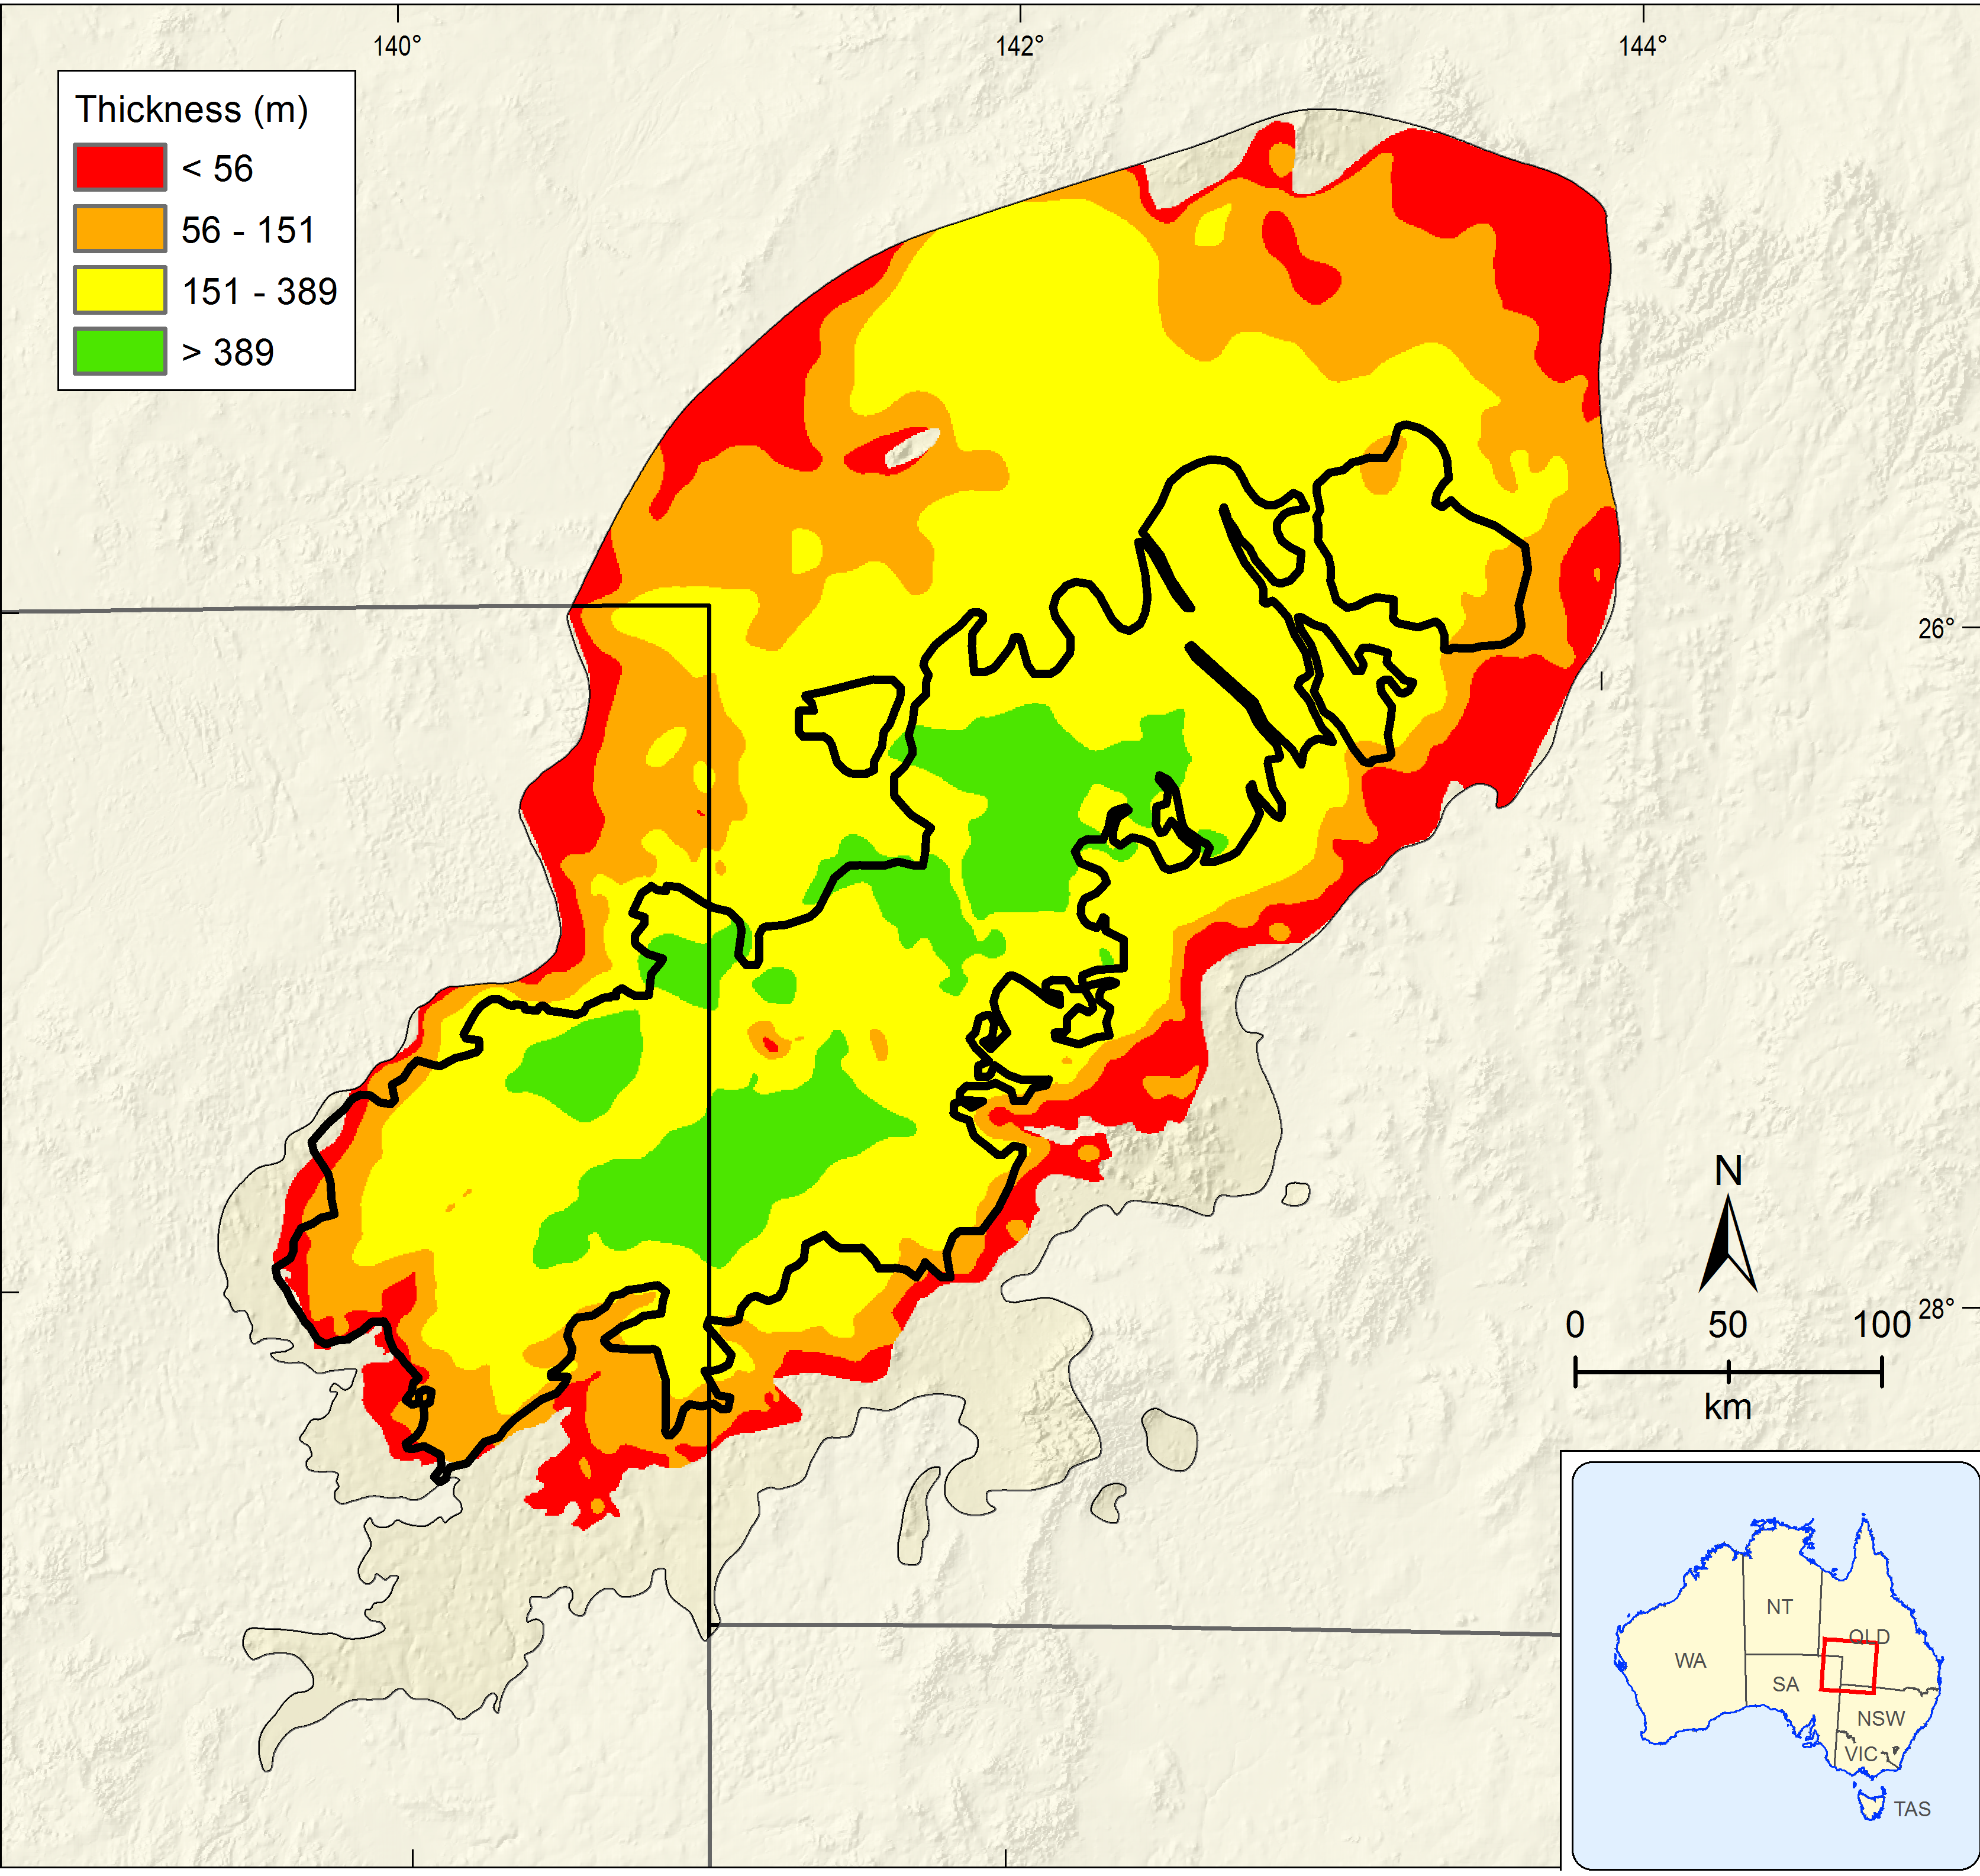 140°
142°
144°
Thickness (m)
< 56
56 - 151
151 - 389
> 389
26°
N
28°
0 50 100
km
NT
QLD
WA
SA
NSW
VIC
TAS